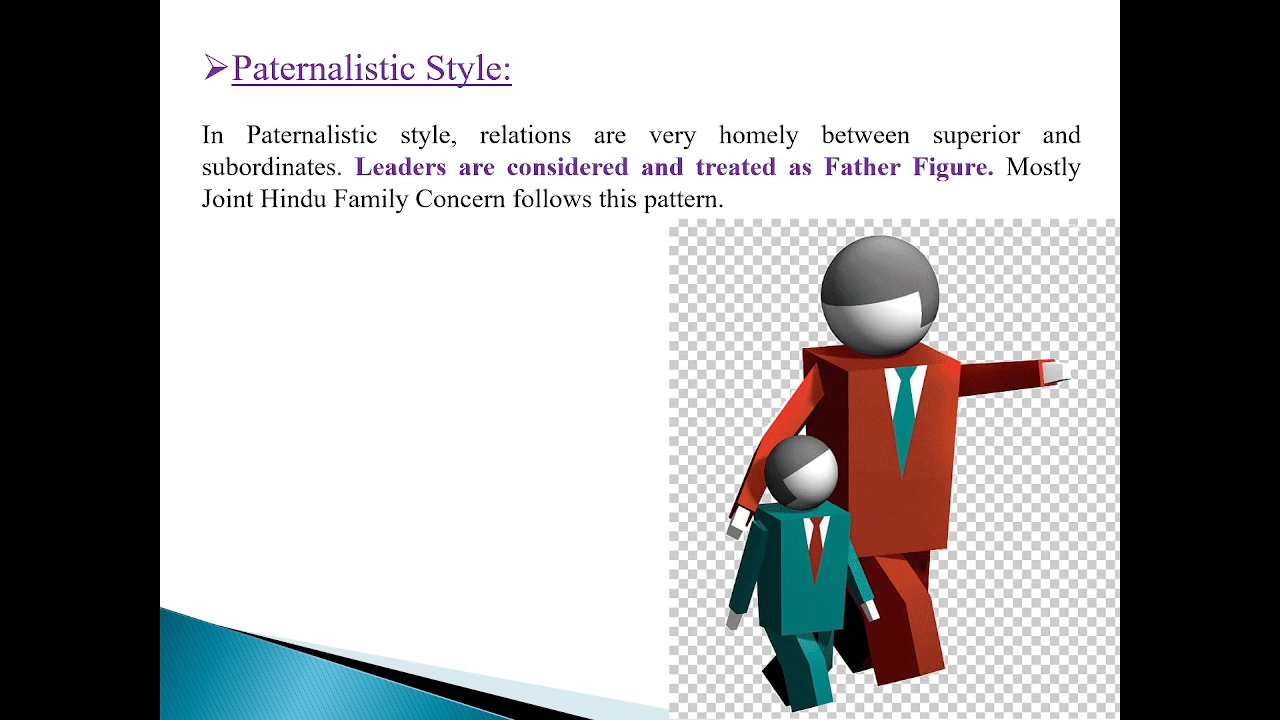 ➢Paternalistic Style:
In Paternalistic style, relations are very homely between superior and
subordinates. Leaders are considered and treated as Father Figure. Mostly
Joint Hindu Family Concern follows this pattern.